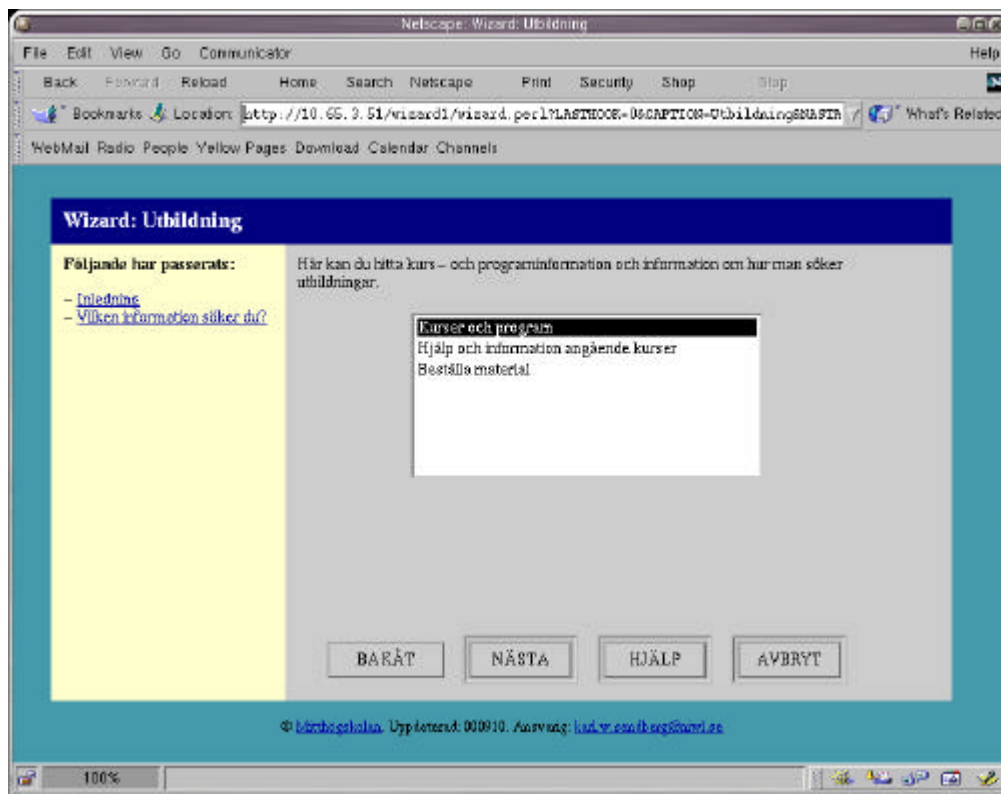 Netscape: Wizard: Utbildning
File Edit View Go Communicator Help
Back Forward Reload Home Search Netscape Print Security Shop Stop
Bookmarks Location: http://10.65.3.51/wizard1/wizard.perl?LASTHOOK=0&CAPTION=Utbildning&NASTA What's Related
WebMail Radio People Yellow Pages Download Calendar Channels
Wizard: Utbildning
Följande har passerats:
– Inledning
– Vilken information söker du?
Här kan du hitta kurs– och programinformation och information om hur man söker
utbildningar.
Kurser och program
Hjälp och information angående kurser
Beställa material
BAKÅT NÄSTA HJÄLP AVBRYT
© Mitthögskolan. Uppdaterad: 000910. Ansvarig:
100%